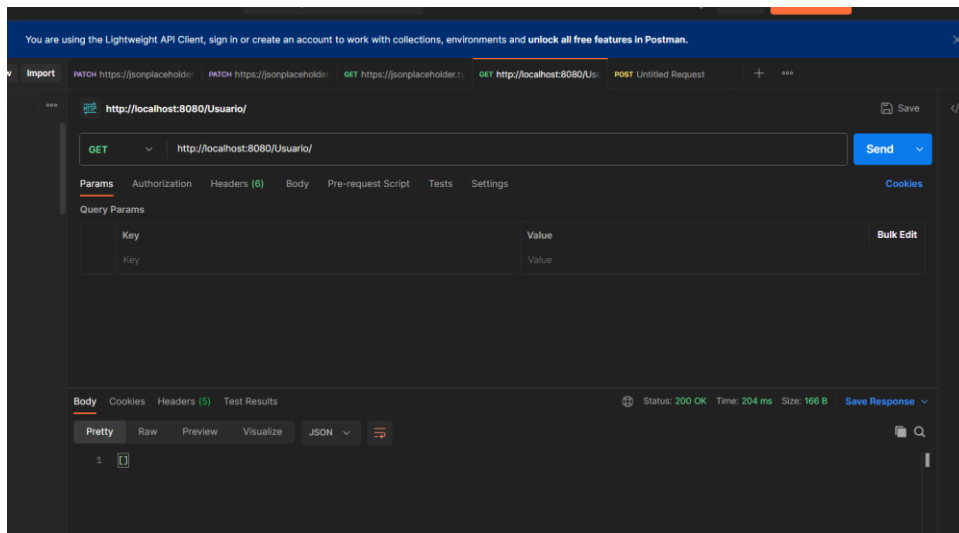 You are using the Lightweight API Client, sign in or create an account to work with collections, environments and unlock all free features in Postman.
Import PATCH https://jsonplaceholder PATCH https://jsonplaceholder GET https://jsonplaceholder.ty GET http://localhost:8080/Usu POST Untitled Request
HTTP http://localhost:8080/Usuario/ Save
GET http://localhost:8080/Usuario/ Send
Params Authorization Headers (6) Body Pre-request Script Tests Settings Cookies
Query Params
Key Value Bulk Edit
Key Value
Body Cookies Headers (5) Test Results Status: 200 OK Time: 204 ms Size: 166 B Save Response
Pretty Raw Preview Visualize JSON
1 []